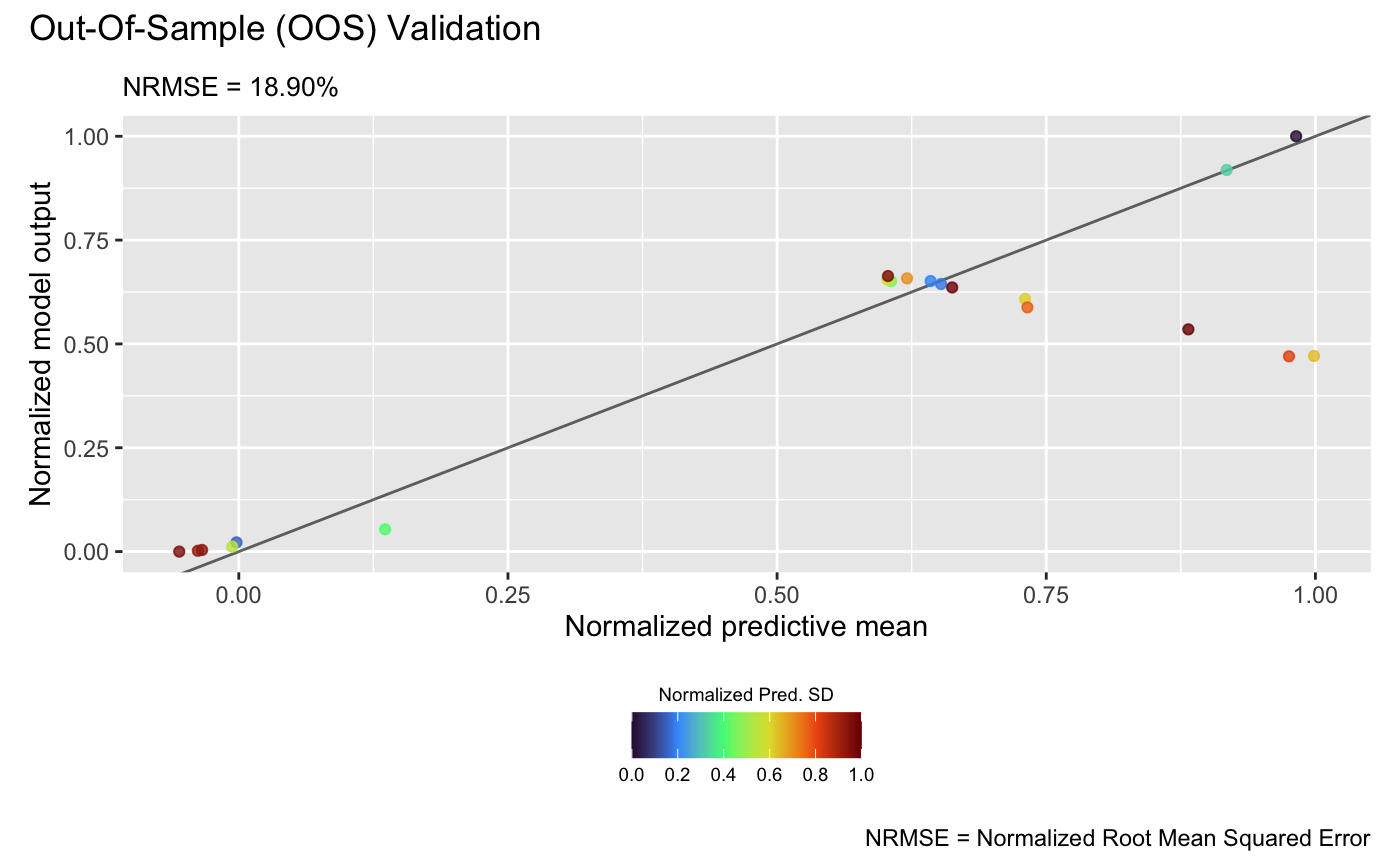 Out-Of-Sample (OOS) Validation
NRMSE = 18.90%
Normalized model output
1.00
0.75
0.50
0.25
0.00
0.00 0.25 0.50 0.75 1.00
Normalized predictive mean
Normalized Pred. SD
0.0 0.2 0.4 0.6 0.8 1.0
NRMSE = Normalized Root Mean Squared Error